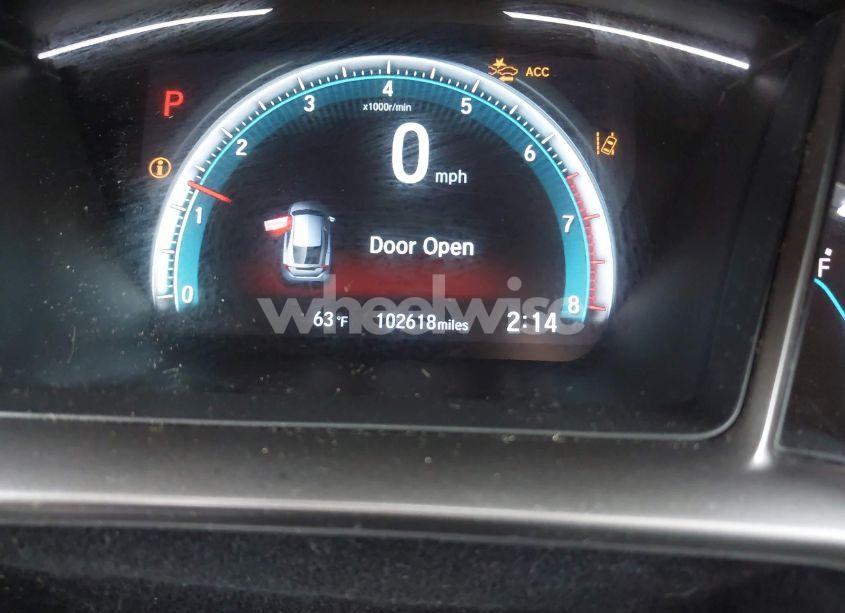 ACC
P
4
3
5
x1000r/min
2
0
6
mph
i
1
7
Door Open
F
0
8
wheelwise
63°F
102618miles
2:14